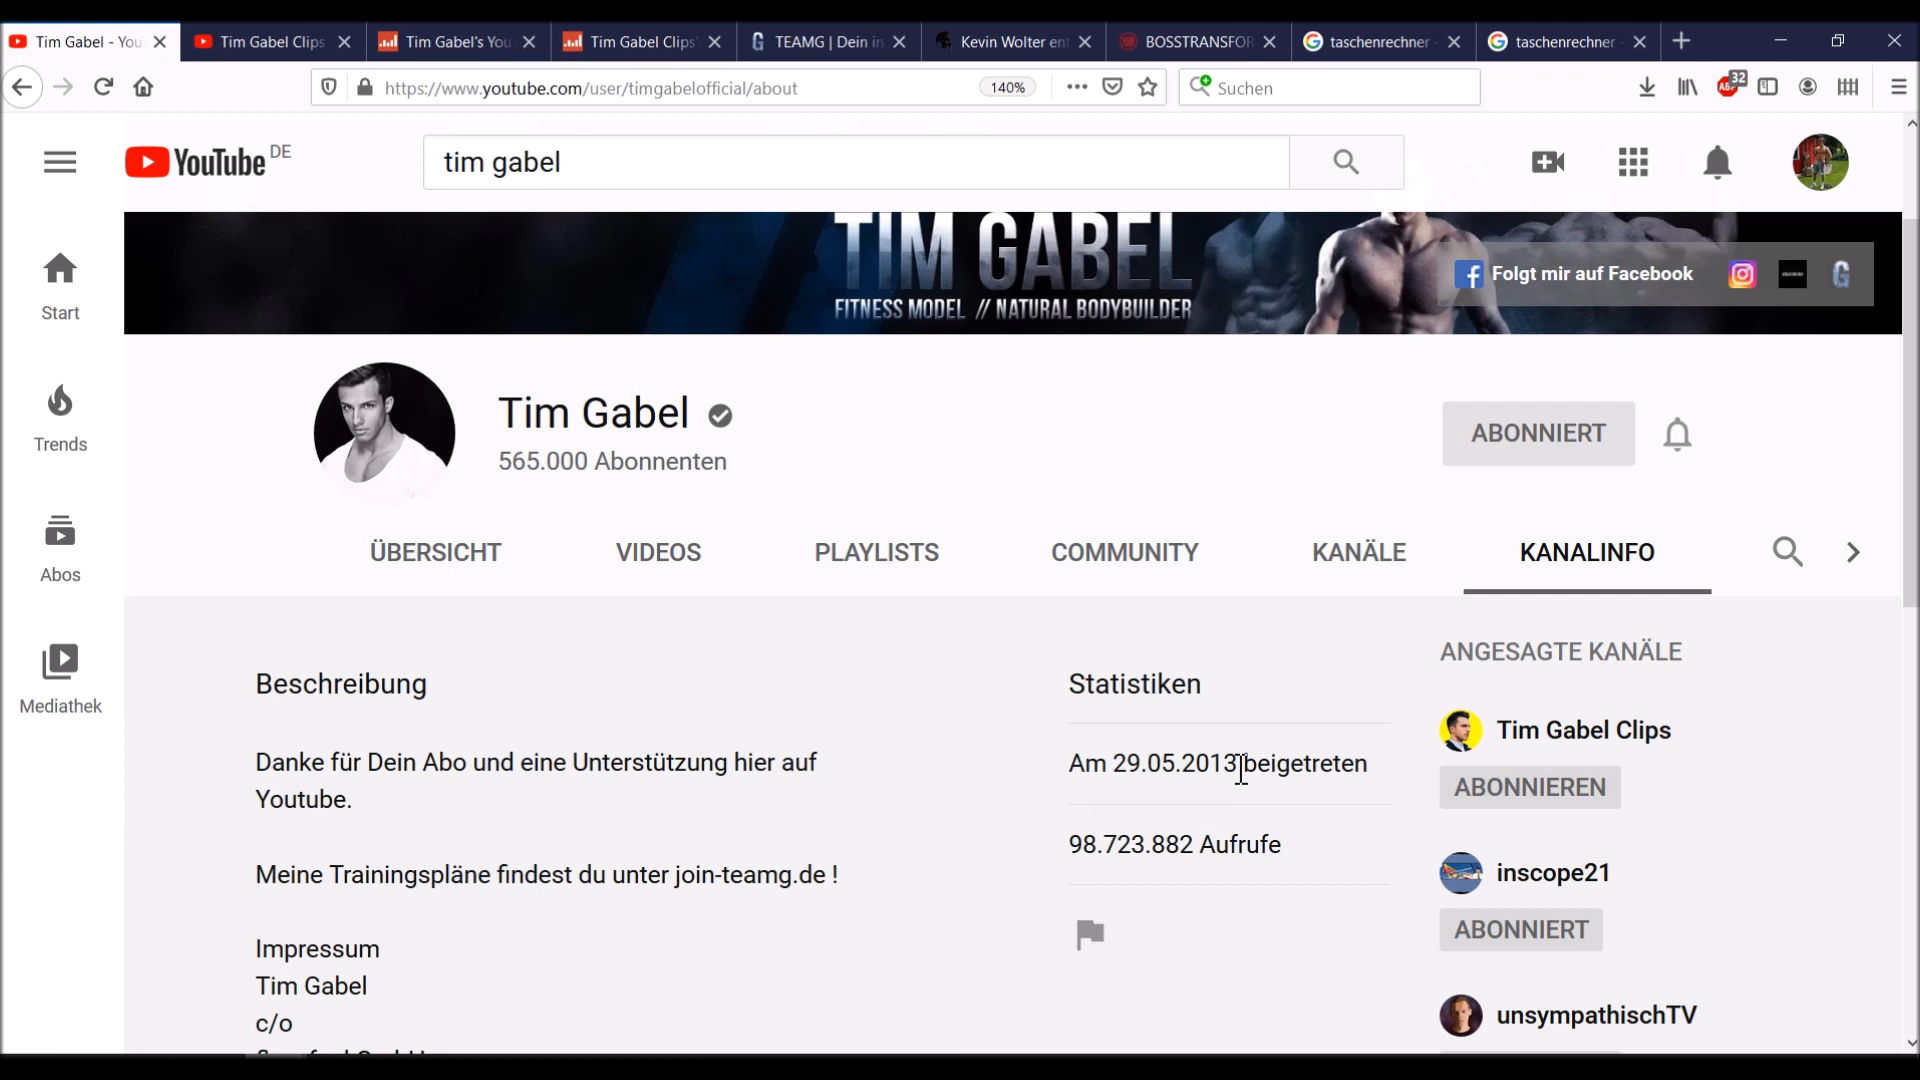 Tim Gabel - You
Tim Gabel Clips
Tim Gabel's You
Tim Gabel Clips'
TEAMG | Dein in
Kevin Wolter ent
BOSSTRANSFOR
taschenrechner -
taschenrechner -
https://www.youtube.com/user/timgabelofficial/about
140%
Suchen
ABP
32
YouTube DE
tim gabel
TIM GABEL
FITNESS MODEL // NATURAL BODYBUILDER
Folgt mir auf Facebook
Start
Trends
Abos
Mediathek
Tim Gabel
565.000 Abonnenten
ABONNIERT
ÜBERSICHT
VIDEOS
PLAYLISTS
COMMUNITY
KANÄLE
KANALINFO
Beschreibung
Danke für Dein Abo und eine Unterstützung hier auf
Youtube.
Meine Trainingspläne findest du unter join-teamg.de !
Impressum
Tim Gabel
c/o
Statistiken
Am 29.05.2013 beigetreten
98.723.882 Aufrufe
ANGESAGTE KANÄLE
Tim Gabel Clips
ABONNIEREN
inscope21
ABONNIERT
unsympathischTV